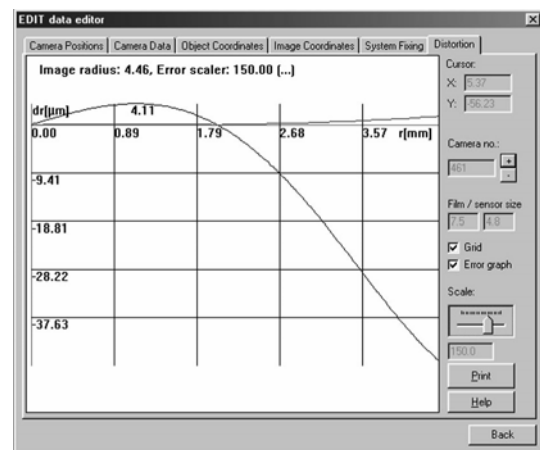 EDIT data editor
Camera Positions Camera Data Object Coordinates Image Coordinates System Fixing Distortion
Image radius: 4.46, Error scaler: 150.00 (...)
dr[µm] 4.11
0.00 0.89 1.79 2.68 3.57 r[mm]
-9.41
-18.81
-28.22
-37.63
Cursor:
X: 5.37
Y: -56.23
Camera no.:
461
+
-
Film / sensor size
7.5 4.8
Grid
Error graph
Scale:
150.0
Print
Help
Back